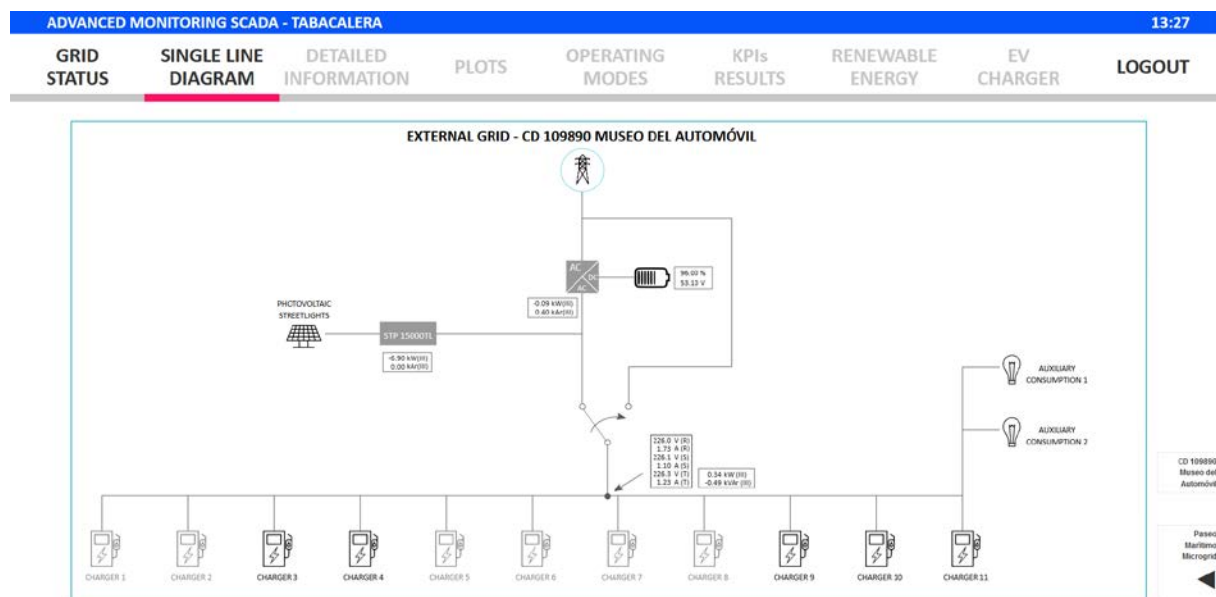 ADVANCED MONITORING SCADA - TABACALERA
13:27
GRID
STATUS
SINGLE LINE
DIAGRAM
DETAILED
INFORMATION
PLOTS
OPERATING
MODES
KPIs
RESULTS
RENEWABLE
ENERGY
EV
CHARGER
LOGOUT
EXTERNAL GRID - CD 109890 MUSEO DEL AUTOMÓVIL
AC
DC
AC
96.00 %
53.13 V
-0.09 kW(III)
0.40 kAr(III)
PHOTOVOLTAIC
STREETLIGHTS
STP 15000TL
-6.90 kW(III)
0.00 kAr(III)
AUXILIARY
CONSUMPTION 1
AUXILIARY
CONSUMPTION 2
226.0 V (R)
1.73 A (R)
226.1 V (S)
1.10 A (S)
226.3 V (T)
1.23 A (T)
0.34 kW (III)
-0.49 kVAr (III)
CD 109890
Museo del
Automóvil
Paseo
Marítimo
Microgrid
CHARGER 1
CHARGER 2
CHARGER 3
CHARGER 4
CHARGER 5
CHARGER 6
CHARGER 7
CHARGER 8
CHARGER 9
CHARGER 10
CHARGER 11